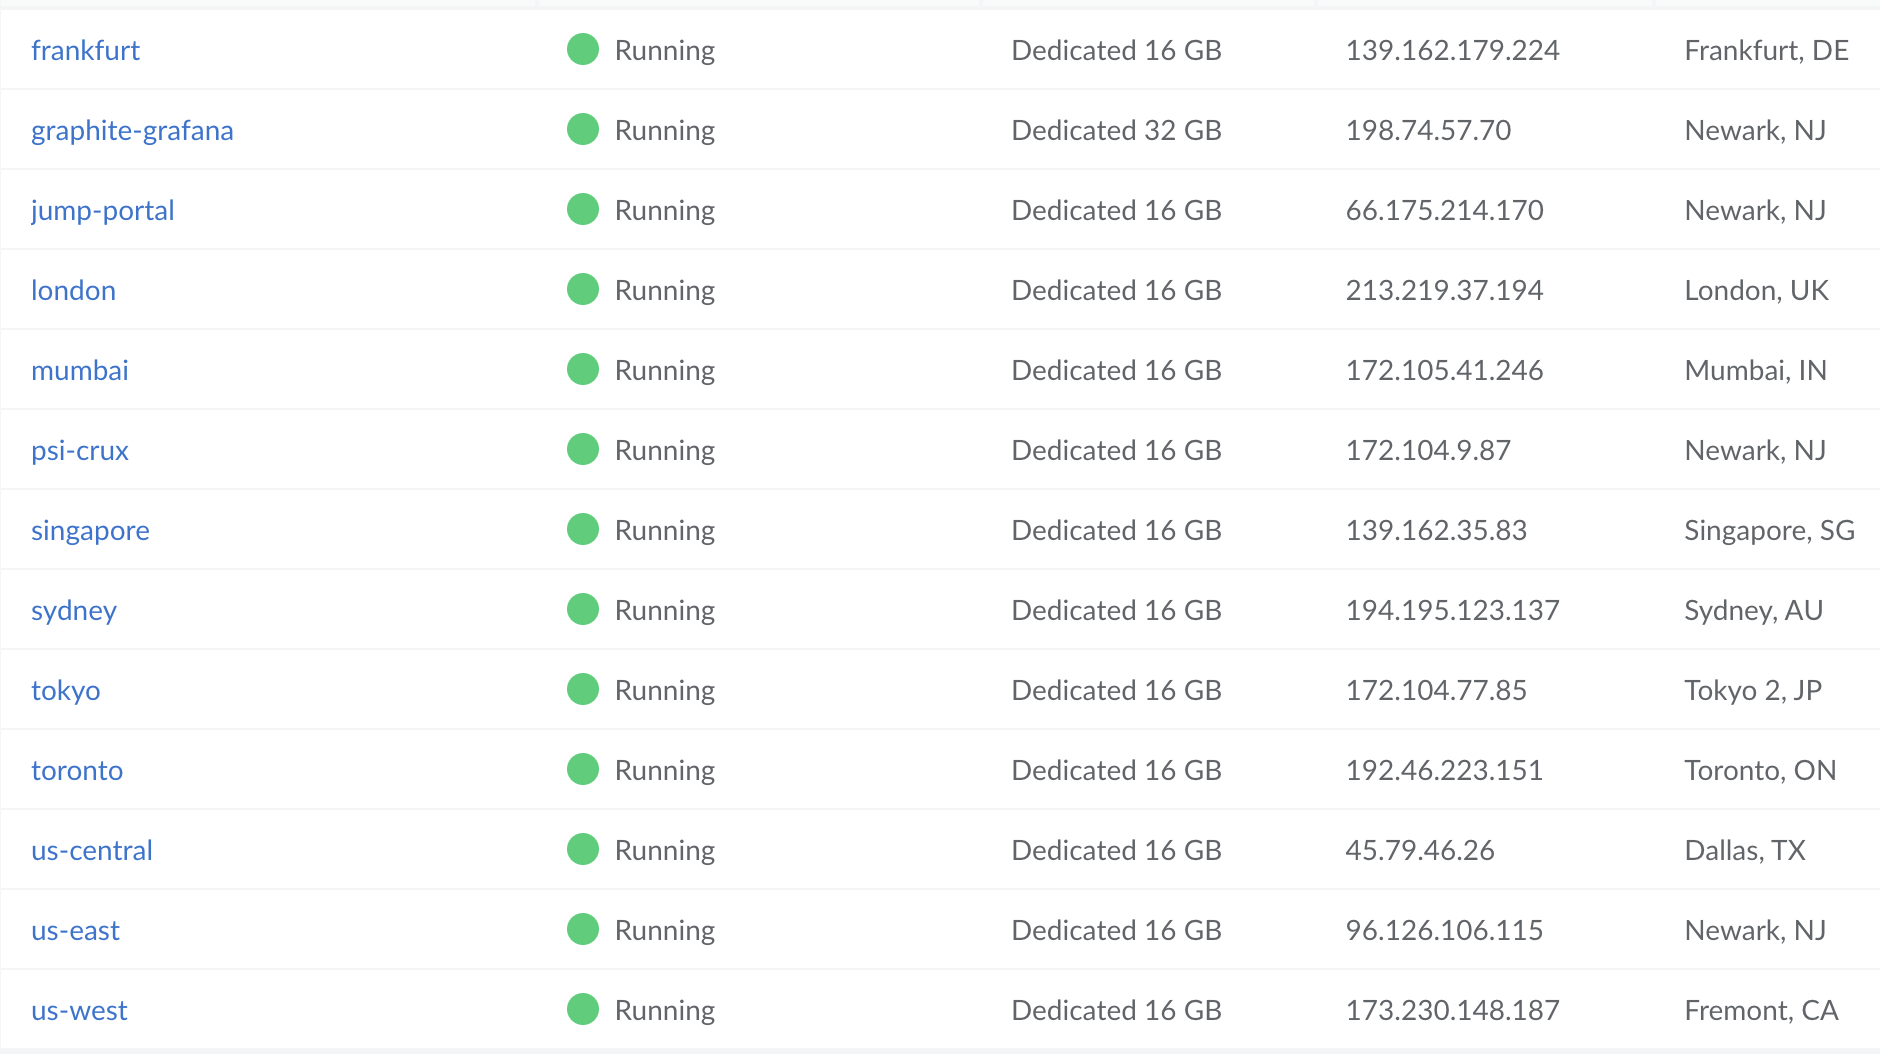 frankfurt Running Dedicated 16 GB 139.162.179.224 Frankfurt, DE
graphite-grafana Running Dedicated 32 GB 198.74.57.70 Newark, NJ
jump-portal Running Dedicated 16 GB 66.175.214.170 Newark, NJ
london Running Dedicated 16 GB 213.219.37.194 London, UK
mumbai Running Dedicated 16 GB 172.105.41.246 Mumbai, IN
psi-crux Running Dedicated 16 GB 172.104.9.87 Newark, NJ
singapore Running Dedicated 16 GB 139.162.35.83 Singapore, SG
sydney Running Dedicated 16 GB 194.195.123.137 Sydney, AU
tokyo Running Dedicated 16 GB 172.104.77.85 Tokyo 2, JP
toronto Running Dedicated 16 GB 192.46.223.151 Toronto, ON
us-central Running Dedicated 16 GB 45.79.46.26 Dallas, TX
us-east Running Dedicated 16 GB 96.126.106.115 Newark, NJ
us-west Running Dedicated 16 GB 173.230.148.187 Fremont, CA